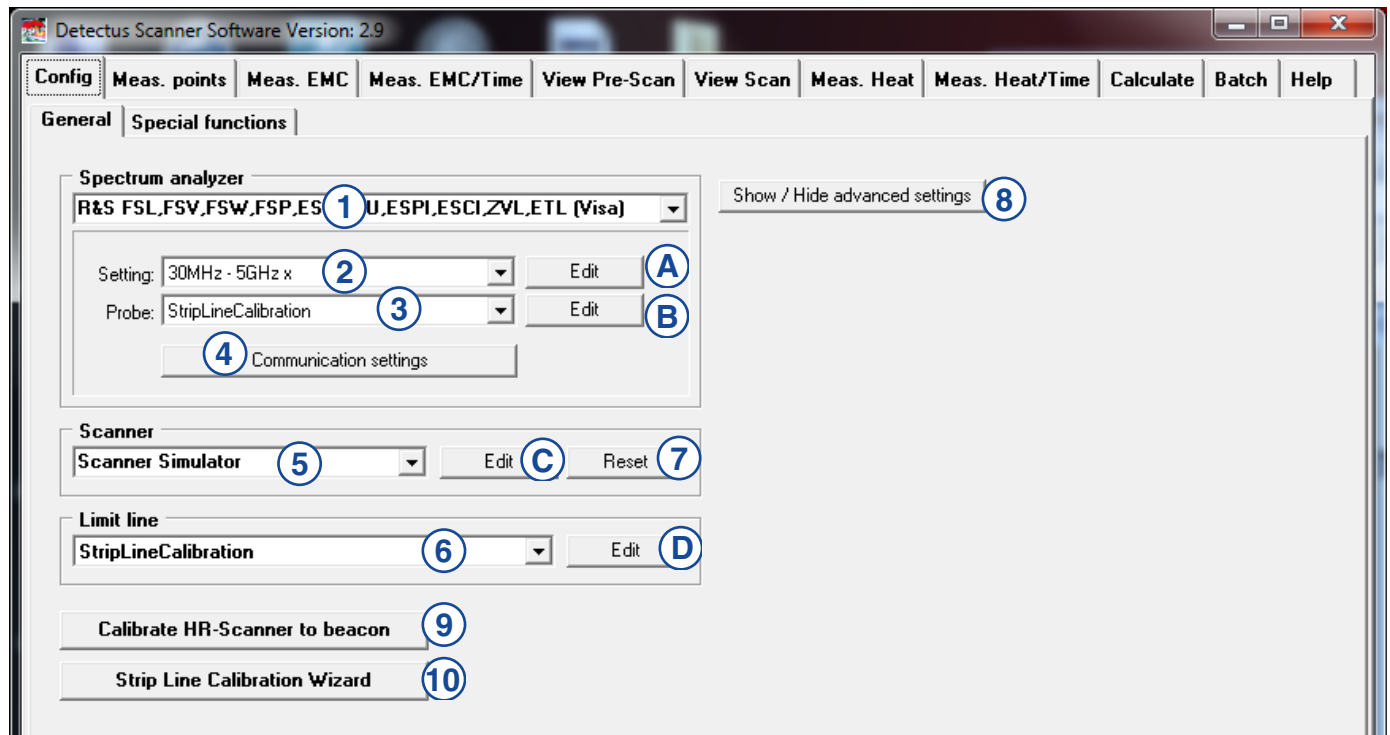 Detectus Scanner Software Version: 2.9
Config Meas. points Meas. EMC Meas. EMC/Time View Pre-Scan View Scan Meas. Heat Meas. Heat/Time Calculate Batch Help
General Special functions
Spectrum analyzer
R&S FSL,FSV,FSW,FSP,ES 1 U,ESPI,ESCI,ZVL,ETL (Visa)
Show / Hide advanced settings 8
Setting: 30MHz - 5GHz x 2 Edit A
Probe: StripLineCalibration 3 Edit B
4 Communication settings
Scanner
Scanner Simulator 5 Edit C Reset 7
Limit line
StripLineCalibration 6 Edit D
Calibrate HR-Scanner to beacon 9
Strip Line Calibration Wizard 10